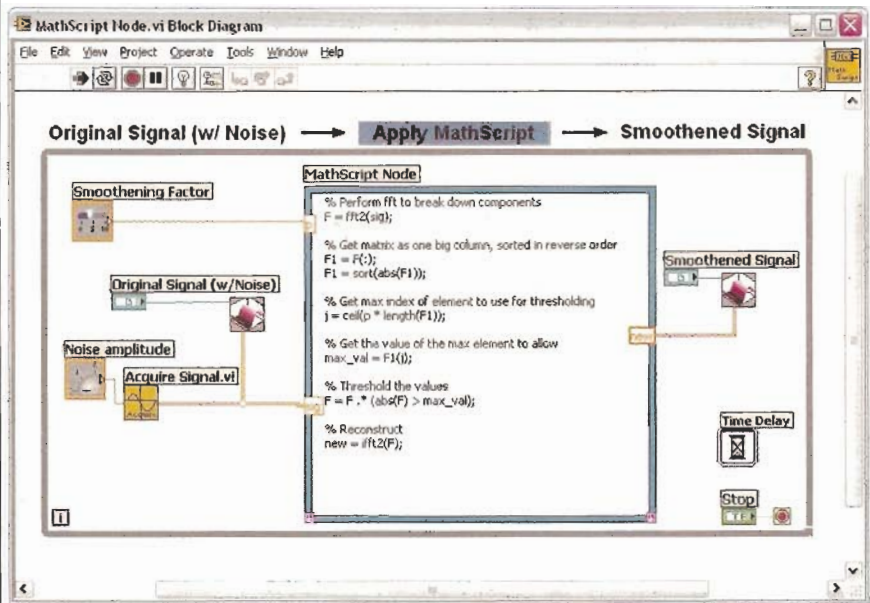 MathScript Node.vi Block Diagram
File Edit View Project Operate Tools Window Help
Original Signal (w/ Noise) → Apply MathScript → Smoothened Signal
MathScript Node
Smoothening Factor
% Perform fft to break down components
F = fft2(sig);
% Get matrix as one big column, sorted in reverse order
F1 = F(:);
F1 = sort(abs(F1));
Original Signal (w/Noise)
Smoothened Signal
% Get max index of element to use for thresholding
j = ceil(p * length(F1));
% Get the value of the max element to allow
max_val = F1(j);
Noise amplitude
Acquire Signal.vi
% Threshold the values
F = F .* (abs(F) > max_val);
% Reconstruct
new = ifft2(F);
Time Delay
Stop
TF
i